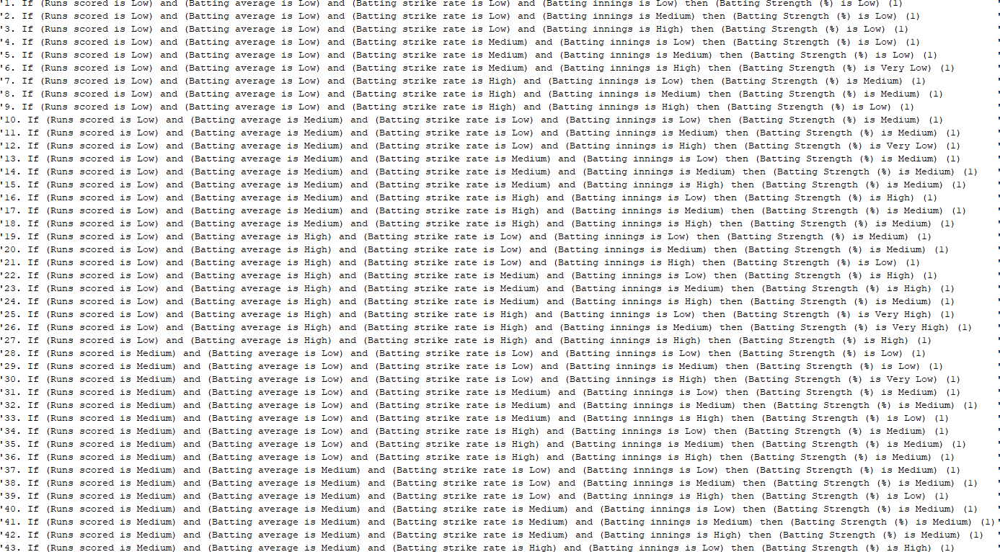 '1. If (Runs scored is Low) and (Batting average is Low) and (Batting strike rate is Low) and (Batting innings is Low) then (Batting Strength (%) is Low) (1) '
'2. If (Runs scored is Low) and (Batting average is Low) and (Batting strike rate is Low) and (Batting innings is Medium) then (Batting Strength (%) is Low) (1) '
'3. If (Runs scored is Low) and (Batting average is Low) and (Batting strike rate is Low) and (Batting innings is High) then (Batting Strength (%) is Low) (1) '
'4. If (Runs scored is Low) and (Batting average is Low) and (Batting strike rate is Medium) and (Batting innings is Low) then (Batting Strength (%) is Low) (1) '
'5. If (Runs scored is Low) and (Batting average is Low) and (Batting strike rate is Medium) and (Batting innings is Medium) then (Batting Strength (%) is Low) (1) '
'6. If (Runs scored is Low) and (Batting average is Low) and (Batting strike rate is Medium) and (Batting innings is High) then (Batting Strength (%) is Very Low) (1) '
'7. If (Runs scored is Low) and (Batting average is Low) and (Batting strike rate is High) and (Batting innings is Low) then (Batting Strength (%) is Medium) (1) '
'8. If (Runs scored is Low) and (Batting average is Low) and (Batting strike rate is High) and (Batting innings is Medium) then (Batting Strength (%) is Medium) (1) '
'9. If (Runs scored is Low) and (Batting average is Low) and (Batting strike rate is High) and (Batting innings is High) then (Batting Strength (%) is Low) (1) '
'10. If (Runs scored is Low) and (Batting average is Medium) and (Batting strike rate is Low) and (Batting innings is Low) then (Batting Strength (%) is Medium) (1) '
'11. If (Runs scored is Low) and (Batting average is Medium) and (Batting strike rate is Low) and (Batting innings is Medium) then (Batting Strength (%) is Medium) (1) '
'12. If (Runs scored is Low) and (Batting average is Medium) and (Batting strike rate is Low) and (Batting innings is High) then (Batting Strength (%) is Very Low) (1) '
'13. If (Runs scored is Low) and (Batting average is Medium) and (Batting strike rate is Medium) and (Batting innings is Low) then (Batting Strength (%) is Medium) (1) '
'14. If (Runs scored is Low) and (Batting average is Medium) and (Batting strike rate is Medium) and (Batting innings is Medium) then (Batting Strength (%) is Medium) (1) '
'15. If (Runs scored is Low) and (Batting average is Medium) and (Batting strike rate is Medium) and (Batting innings is High) then (Batting Strength (%) is Medium) (1) '
'16. If (Runs scored is Low) and (Batting average is Medium) and (Batting strike rate is High) and (Batting innings is Low) then (Batting Strength (%) is High) (1) '
'17. If (Runs scored is Low) and (Batting average is Medium) and (Batting strike rate is High) and (Batting innings is Medium) then (Batting Strength (%) is Medium) (1) '
'18. If (Runs scored is Low) and (Batting average is Medium) and (Batting strike rate is High) and (Batting innings is High) then (Batting Strength (%) is Medium) (1) '
'19. If (Runs scored is Low) and (Batting average is High) and (Batting strike rate is Low) and (Batting innings is Low) then (Batting Strength (%) is Medium) (1) '
'20. If (Runs scored is Low) and (Batting average is High) and (Batting strike rate is Low) and (Batting innings is Medium) then (Batting Strength (%) is Medium) (1) '
'21. If (Runs scored is Low) and (Batting average is High) and (Batting strike rate is Low) and (Batting innings is High) then (Batting Strength (%) is Low) (1) '
'22. If (Runs scored is Low) and (Batting average is High) and (Batting strike rate is Medium) and (Batting innings is Low) then (Batting Strength (%) is High) (1) '
'23. If (Runs scored is Low) and (Batting average is High) and (Batting strike rate is Medium) and (Batting innings is Medium) then (Batting Strength (%) is High) (1) '
'24. If (Runs scored is Low) and (Batting average is High) and (Batting strike rate is Medium) and (Batting innings is High) then (Batting Strength (%) is Medium) (1) '
'25. If (Runs scored is Low) and (Batting average is High) and (Batting strike rate is High) and (Batting innings is Low) then (Batting Strength (%) is Very High) (1) '
'26. If (Runs scored is Low) and (Batting average is High) and (Batting strike rate is High) and (Batting innings is Medium) then (Batting Strength (%) is Very High) (1) '
'27. If (Runs scored is Low) and (Batting average is High) and (Batting strike rate is High) and (Batting innings is High) then (Batting Strength (%) is High) (1) '
'28. If (Runs scored is Medium) and (Batting average is Low) and (Batting strike rate is Low) and (Batting innings is Low) then (Batting Strength (%) is Low) (1) '
'29. If (Runs scored is Medium) and (Batting average is Low) and (Batting strike rate is Low) and (Batting innings is Medium) then (Batting Strength (%) is Low) (1) '
'30. If (Runs scored is Medium) and (Batting average is Low) and (Batting strike rate is Low) and (Batting innings is High) then (Batting Strength (%) is Very Low) (1) '
'31. If (Runs scored is Medium) and (Batting average is Low) and (Batting strike rate is Medium) and (Batting innings is Low) then (Batting Strength (%) is Medium) (1) '
'32. If (Runs scored is Medium) and (Batting average is Low) and (Batting strike rate is Medium) and (Batting innings is Medium) then (Batting Strength (%) is Medium) (1) '
'33. If (Runs scored is Medium) and (Batting average is Low) and (Batting strike rate is Medium) and (Batting innings is High) then (Batting Strength (%) is Low) (1) '
'34. If (Runs scored is Medium) and (Batting average is Low) and (Batting strike rate is High) and (Batting innings is Low) then (Batting Strength (%) is Medium) (1) '
'35. If (Runs scored is Medium) and (Batting average is Low) and (Batting strike rate is High) and (Batting innings is Medium) then (Batting Strength (%) is Medium) (1) '
'36. If (Runs scored is Medium) and (Batting average is Low) and (Batting strike rate is High) and (Batting innings is High) then (Batting Strength (%) is Medium) (1) '
'37. If (Runs scored is Medium) and (Batting average is Medium) and (Batting strike rate is Low) and (Batting innings is Low) then (Batting Strength (%) is Medium) (1) '
'38. If (Runs scored is Medium) and (Batting average is Medium) and (Batting strike rate is Low) and (Batting innings is Medium) then (Batting Strength (%) is Medium) (1) '
'39. If (Runs scored is Medium) and (Batting average is Medium) and (Batting strike rate is Low) and (Batting innings is High) then (Batting Strength (%) is Low) (1) '
'40. If (Runs scored is Medium) and (Batting average is Medium) and (Batting strike rate is Medium) and (Batting innings is Low) then (Batting Strength (%) is Medium) (1) '
'41. If (Runs scored is Medium) and (Batting average is Medium) and (Batting strike rate is Medium) and (Batting innings is Medium) then (Batting Strength (%) is Medium) (1)'
'42. If (Runs scored is Medium) and (Batting average is Medium) and (Batting strike rate is Medium) and (Batting innings is High) then (Batting Strength (%) is Medium) (1) '
'43. If (Runs scored is Medium) and (Batting average is Medium) and (Batting strike rate is High) and (Batting innings is Low) then (Batting Strength (%) is High) (1) '